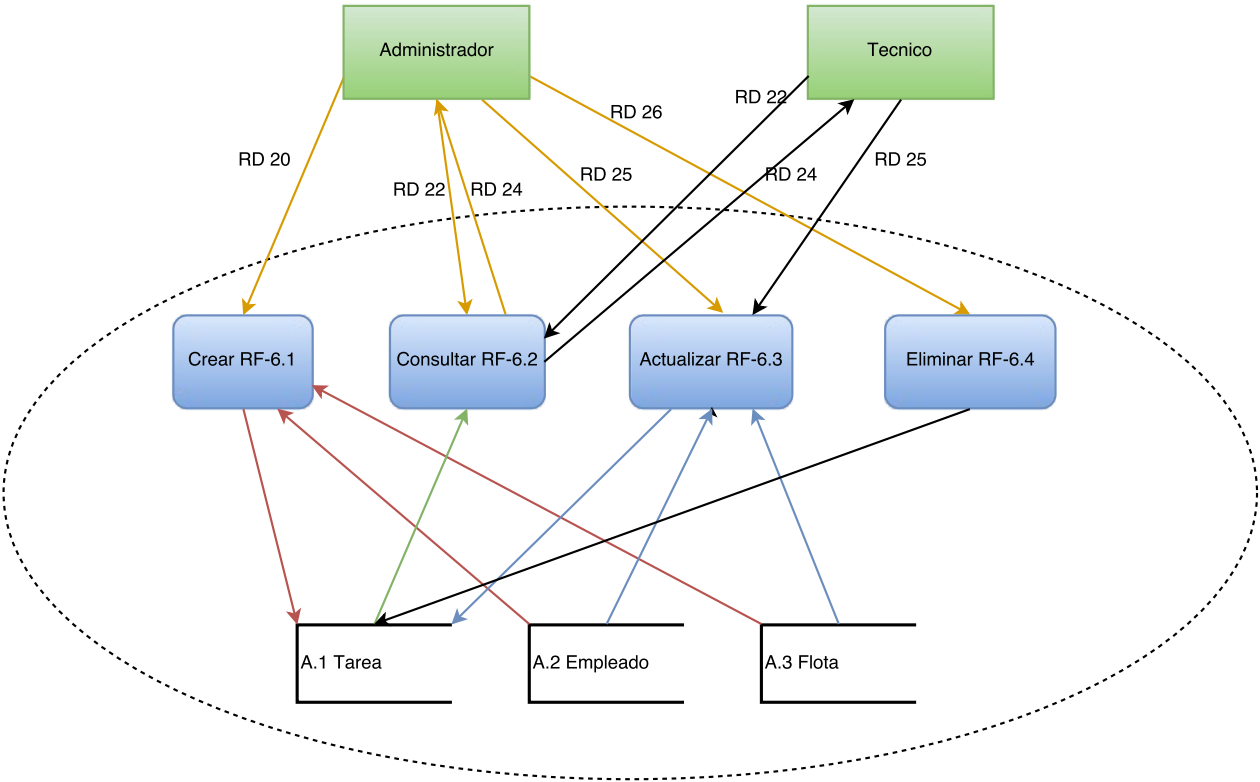 Administrador
Tecnico
RD 22
RD 26
RD 20
RD 22
RD 24
RD 25
RD 24
RD 25
Crear RF-6.1
Consultar RF-6.2
Actualizar RF-6.3
Eliminar RF-6.4
A.1 Tarea
A.2 Empleado
A.3 Flota